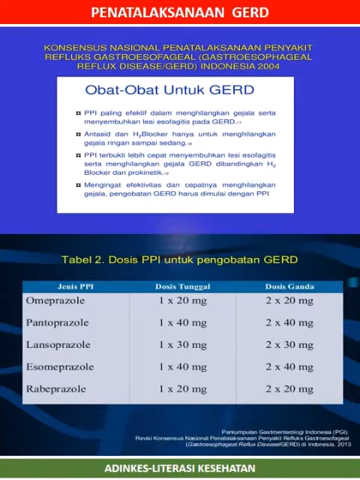 PENATALAKSANAAN GERD
KONSENSUS NASIONAL PENATALAKSANAAN PENYAKIT
REFLUKS GASTROESOFAGEAL (GASTROESOPHAGEAL
REFLUX DISEASE/GERD) INDONESIA 2004
Obat-Obat Untuk GERD
PPI paling efektif dalam menghilangkan gejala serta
menyembuhkan lesi esofagitis pada GERD.
Antasid dan H2Blocker hanya untuk menghilangkan
gejala ringan sampai sedang.
PPI terbukti lebih cepat menyembuhkan lesi esofagitis
serta menghilangkan gejala GERD dibandingkan H2
Blocker dan prokinetik.
Mengingat efektivitas dan cepatnya menghilangkan
gejala, pengobatan GERD harus dimulai dengan PPI
Tabel 2. Dosis PPI untuk pengobatan GERD
Jenis PPI Dosis Tunggal Dosis Ganda
Omeprazole 1 x 20 mg 2 x 20 mg
Pantoprazole 1 x 40 mg 2 x 40 mg
Lansoprazole 1 x 30 mg 2 x 30 mg
Esomeprazole 1 x 40 mg 2 x 40 mg
Rabeprazole 1 x 20 mg 2 x 20 mg
Perkumpulan Gastroenterologi Indonesia (PGI).
Revisi Konsensus Nasional Penatalaksanaan Penyakit Refluks Gastroesofageal
(Gastroesophageal Reflux Disease/GERD) di Indonesia. 2013
ADINKES-LITERASI KESEHATAN